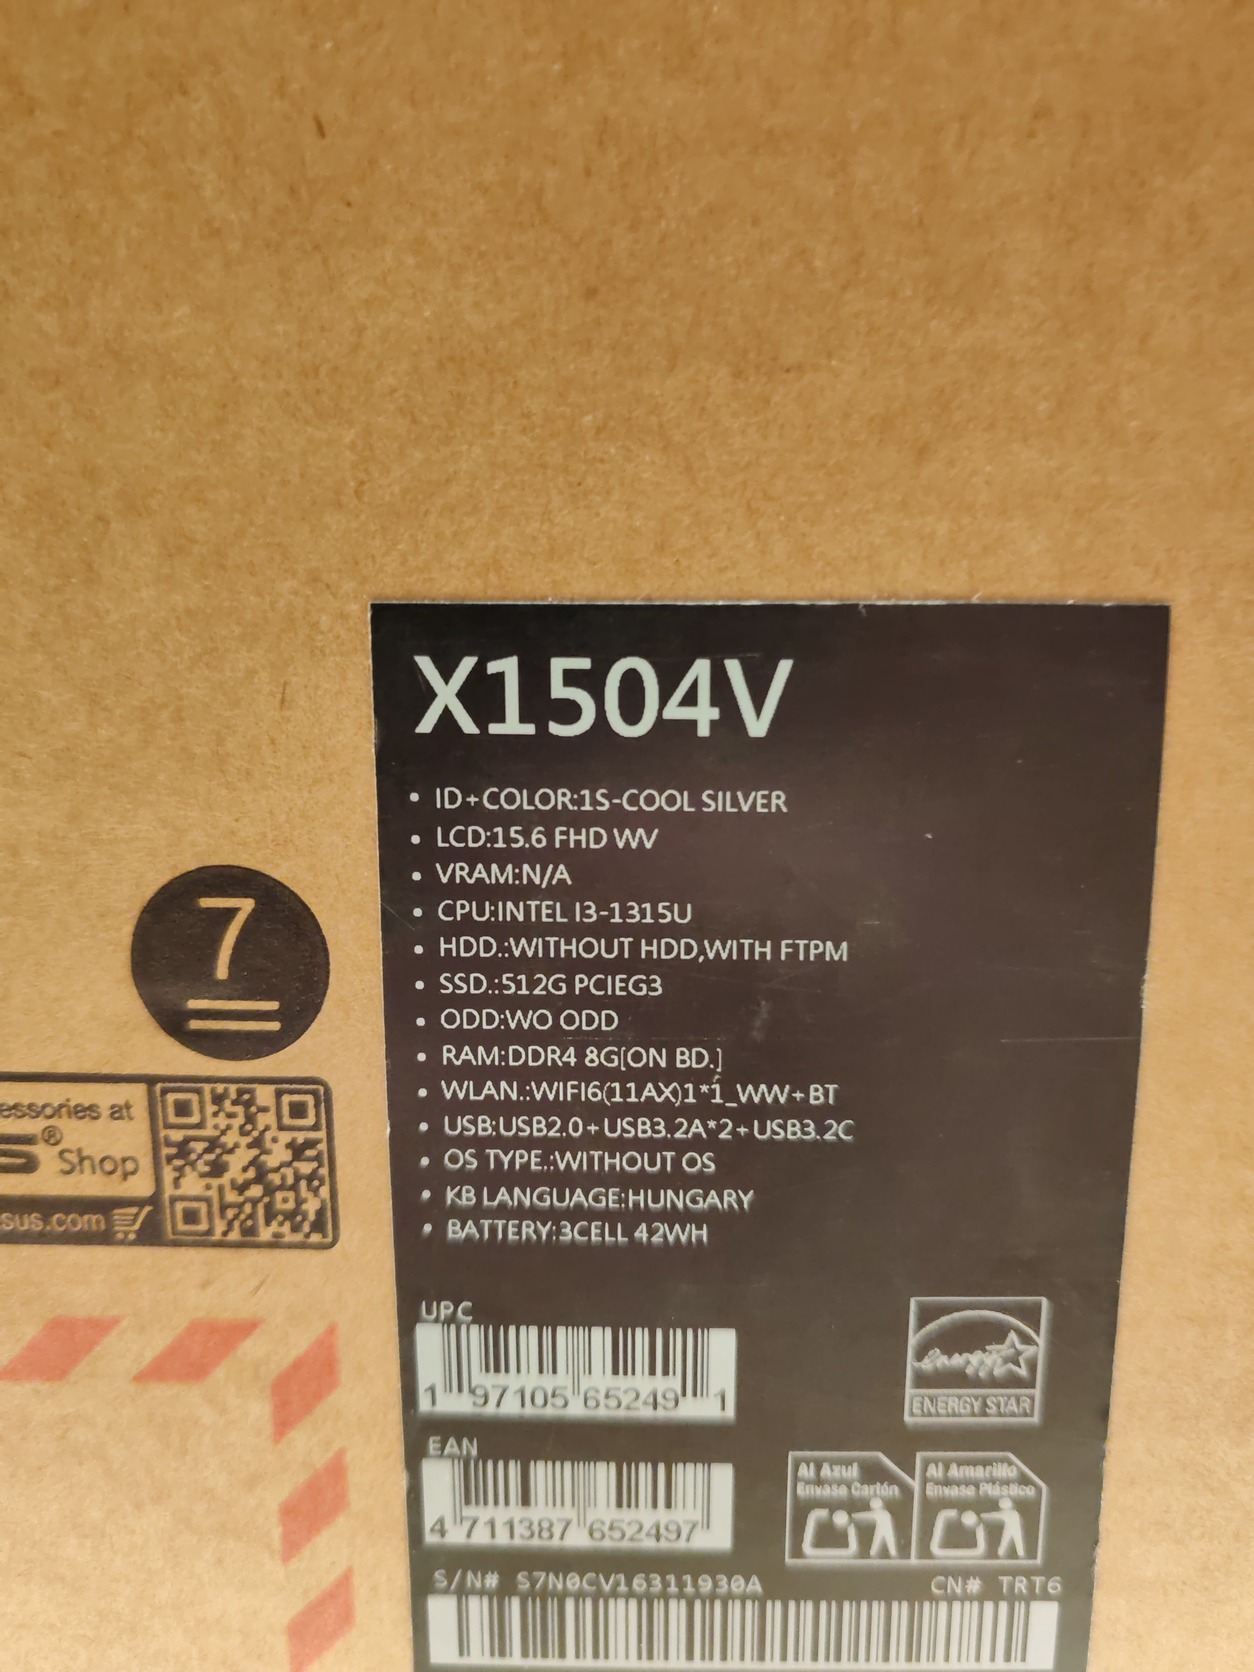 X1504V
• ID+COLOR:1S-COOL SILVER
• LCD:15.6 FHD WV
• VRAM:N/A
• CPU:INTEL I3-1315U
• HDD.:WITHOUT HDD,WITH FTPM
• SSD.:512G PCIEG3
• ODD:WO ODD
• RAM:DDR4 8G[ON BD.]
• WLAN.:WIFI6(11AX)1*1_WW+BT
• USB:USB2.0+USB3.2A*2+USB3.2C
• OS TYPE.:WITHOUT OS
• KB LANGUAGE:HUNGARY
• BATTERY:3CELL 42WH
7
essories at
S® Shop
sus.com
UPC
1 97105 65249 1
energy
ENERGY STAR
EAN
4 711387 652497
Al Azul
Envase Cartón
Al Amarillo
Envase Plástico
S/N# S7N0CV16311930A
CN# TRT6